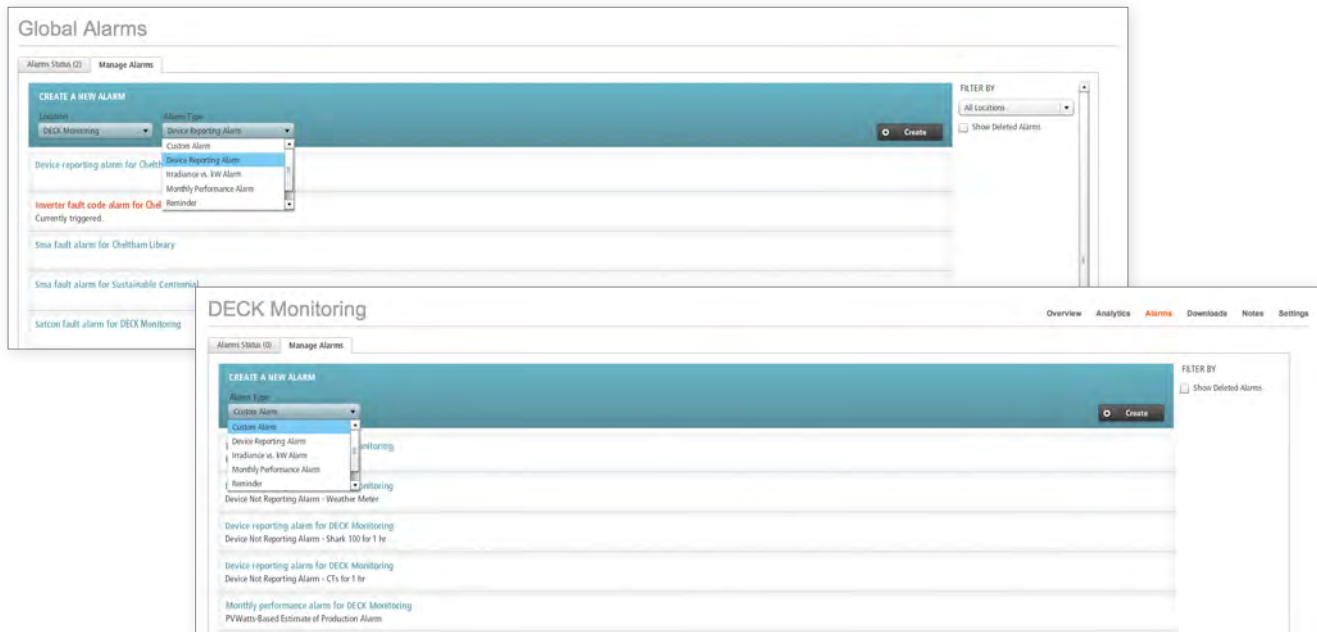 Global Alarms
Alarms Status (2) Manage Alarms
CREATE A NEW ALARM
Location Alarm Type
DECK Monitoring Device Reporting Alarm
Create
Custom Alarm
Device Reporting Alarm
Irradiance vs. kW Alarm
Monthly Performance Alarm
Reminder
FILTER BY
All Locations
Show Deleted Alarms
Device reporting alarm for
Inverter fault code alarm for
Currently triggered.
Sma fault alarm for Cheltham Library
Sma fault alarm for Sustainable Centennial
Satcon fault alarm for DECK Monitoring
DECK Monitoring
Overview Analytics Alarms Downloads Notes Settings
Alarms Status (0) Manage Alarms
CREATE A NEW ALARM
Alarm Type
Custom Alarm
Create
Custom Alarm
Device Reporting Alarm
Irradiance vs. kW Alarm
Monthly Performance Alarm
Reminder
FILTER BY
Show Deleted Alarms
Device Not Reporting Alarm - Weather Meter
Device reporting alarm for DECK Monitoring
Device Not Reporting Alarm - Shark 100 for 1 hr
Device reporting alarm for DECK Monitoring
Device Not Reporting Alarm - CTs for 1 hr
Monthly performance alarm for DECK Monitoring
PVWatts-Based Estimate of Production Alarm